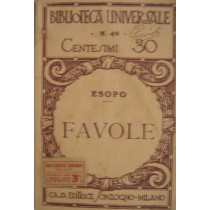 BIBLIOTECA UNIVERSALE
N. 49
CENTESIMI 30
ESOPO
FAVOLE
CASA EDITRICE SONZOGNO-MILANO